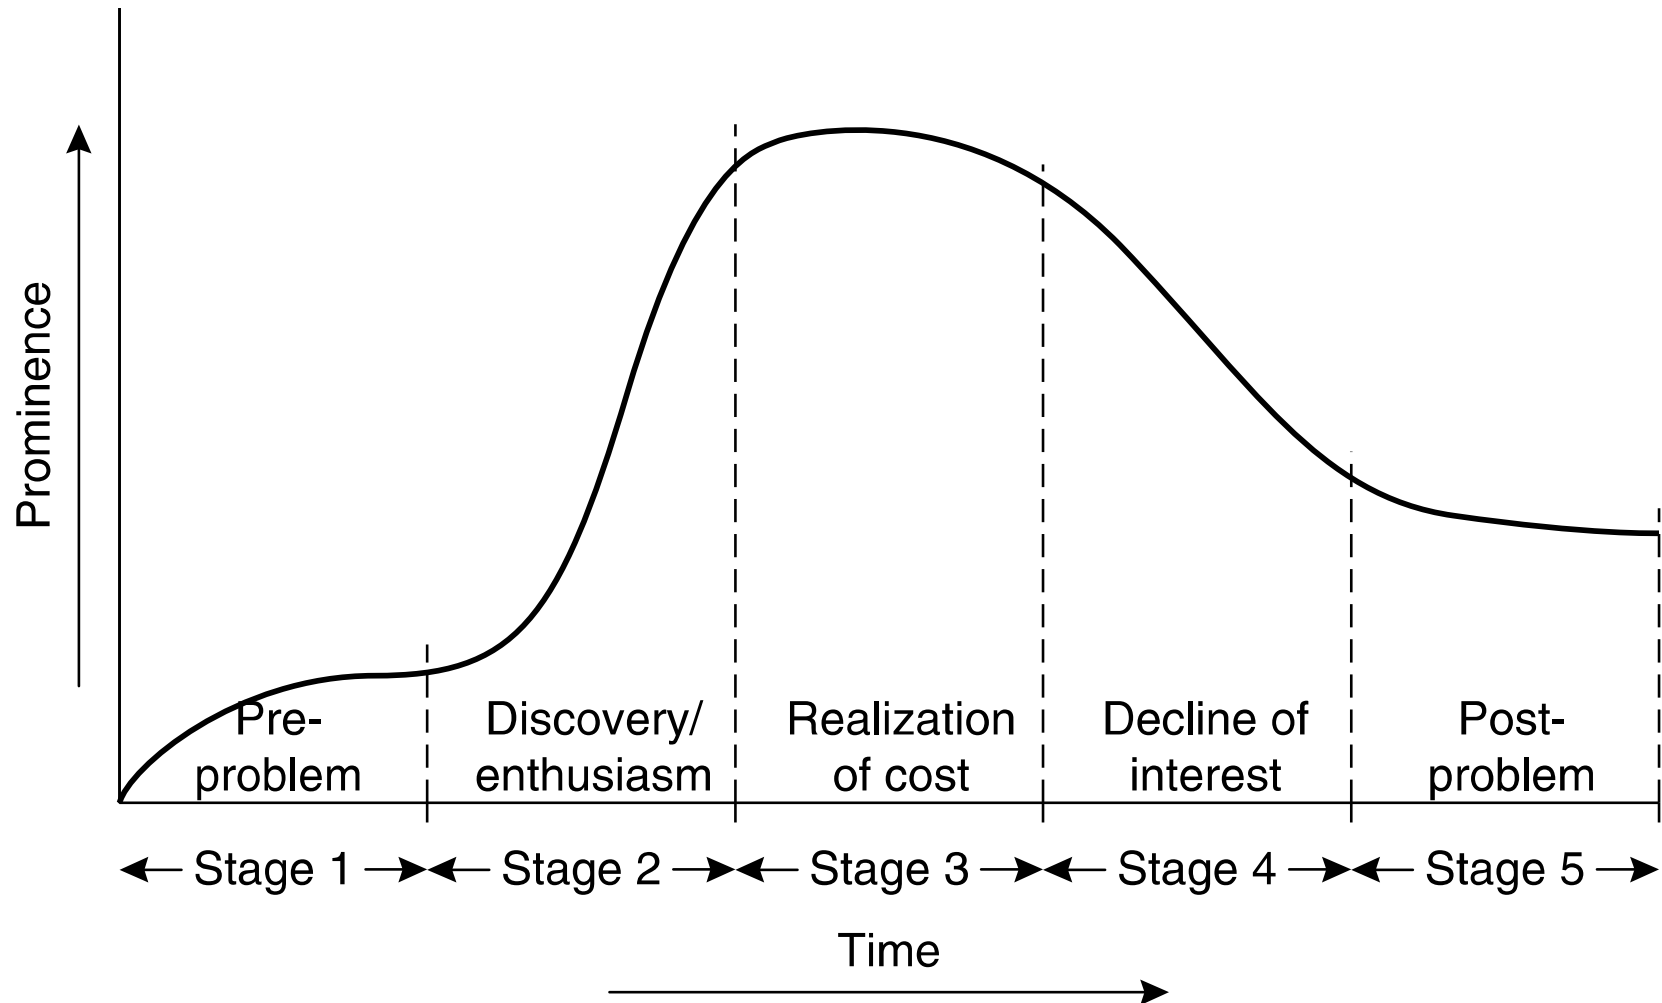 Prominence
Pre-
problem
Discovery/
enthusiasm
Realization
of cost
Decline of
interest
Post-
problem
Stage 1
Stage 2
Stage 3
Stage 4
Stage 5
Time